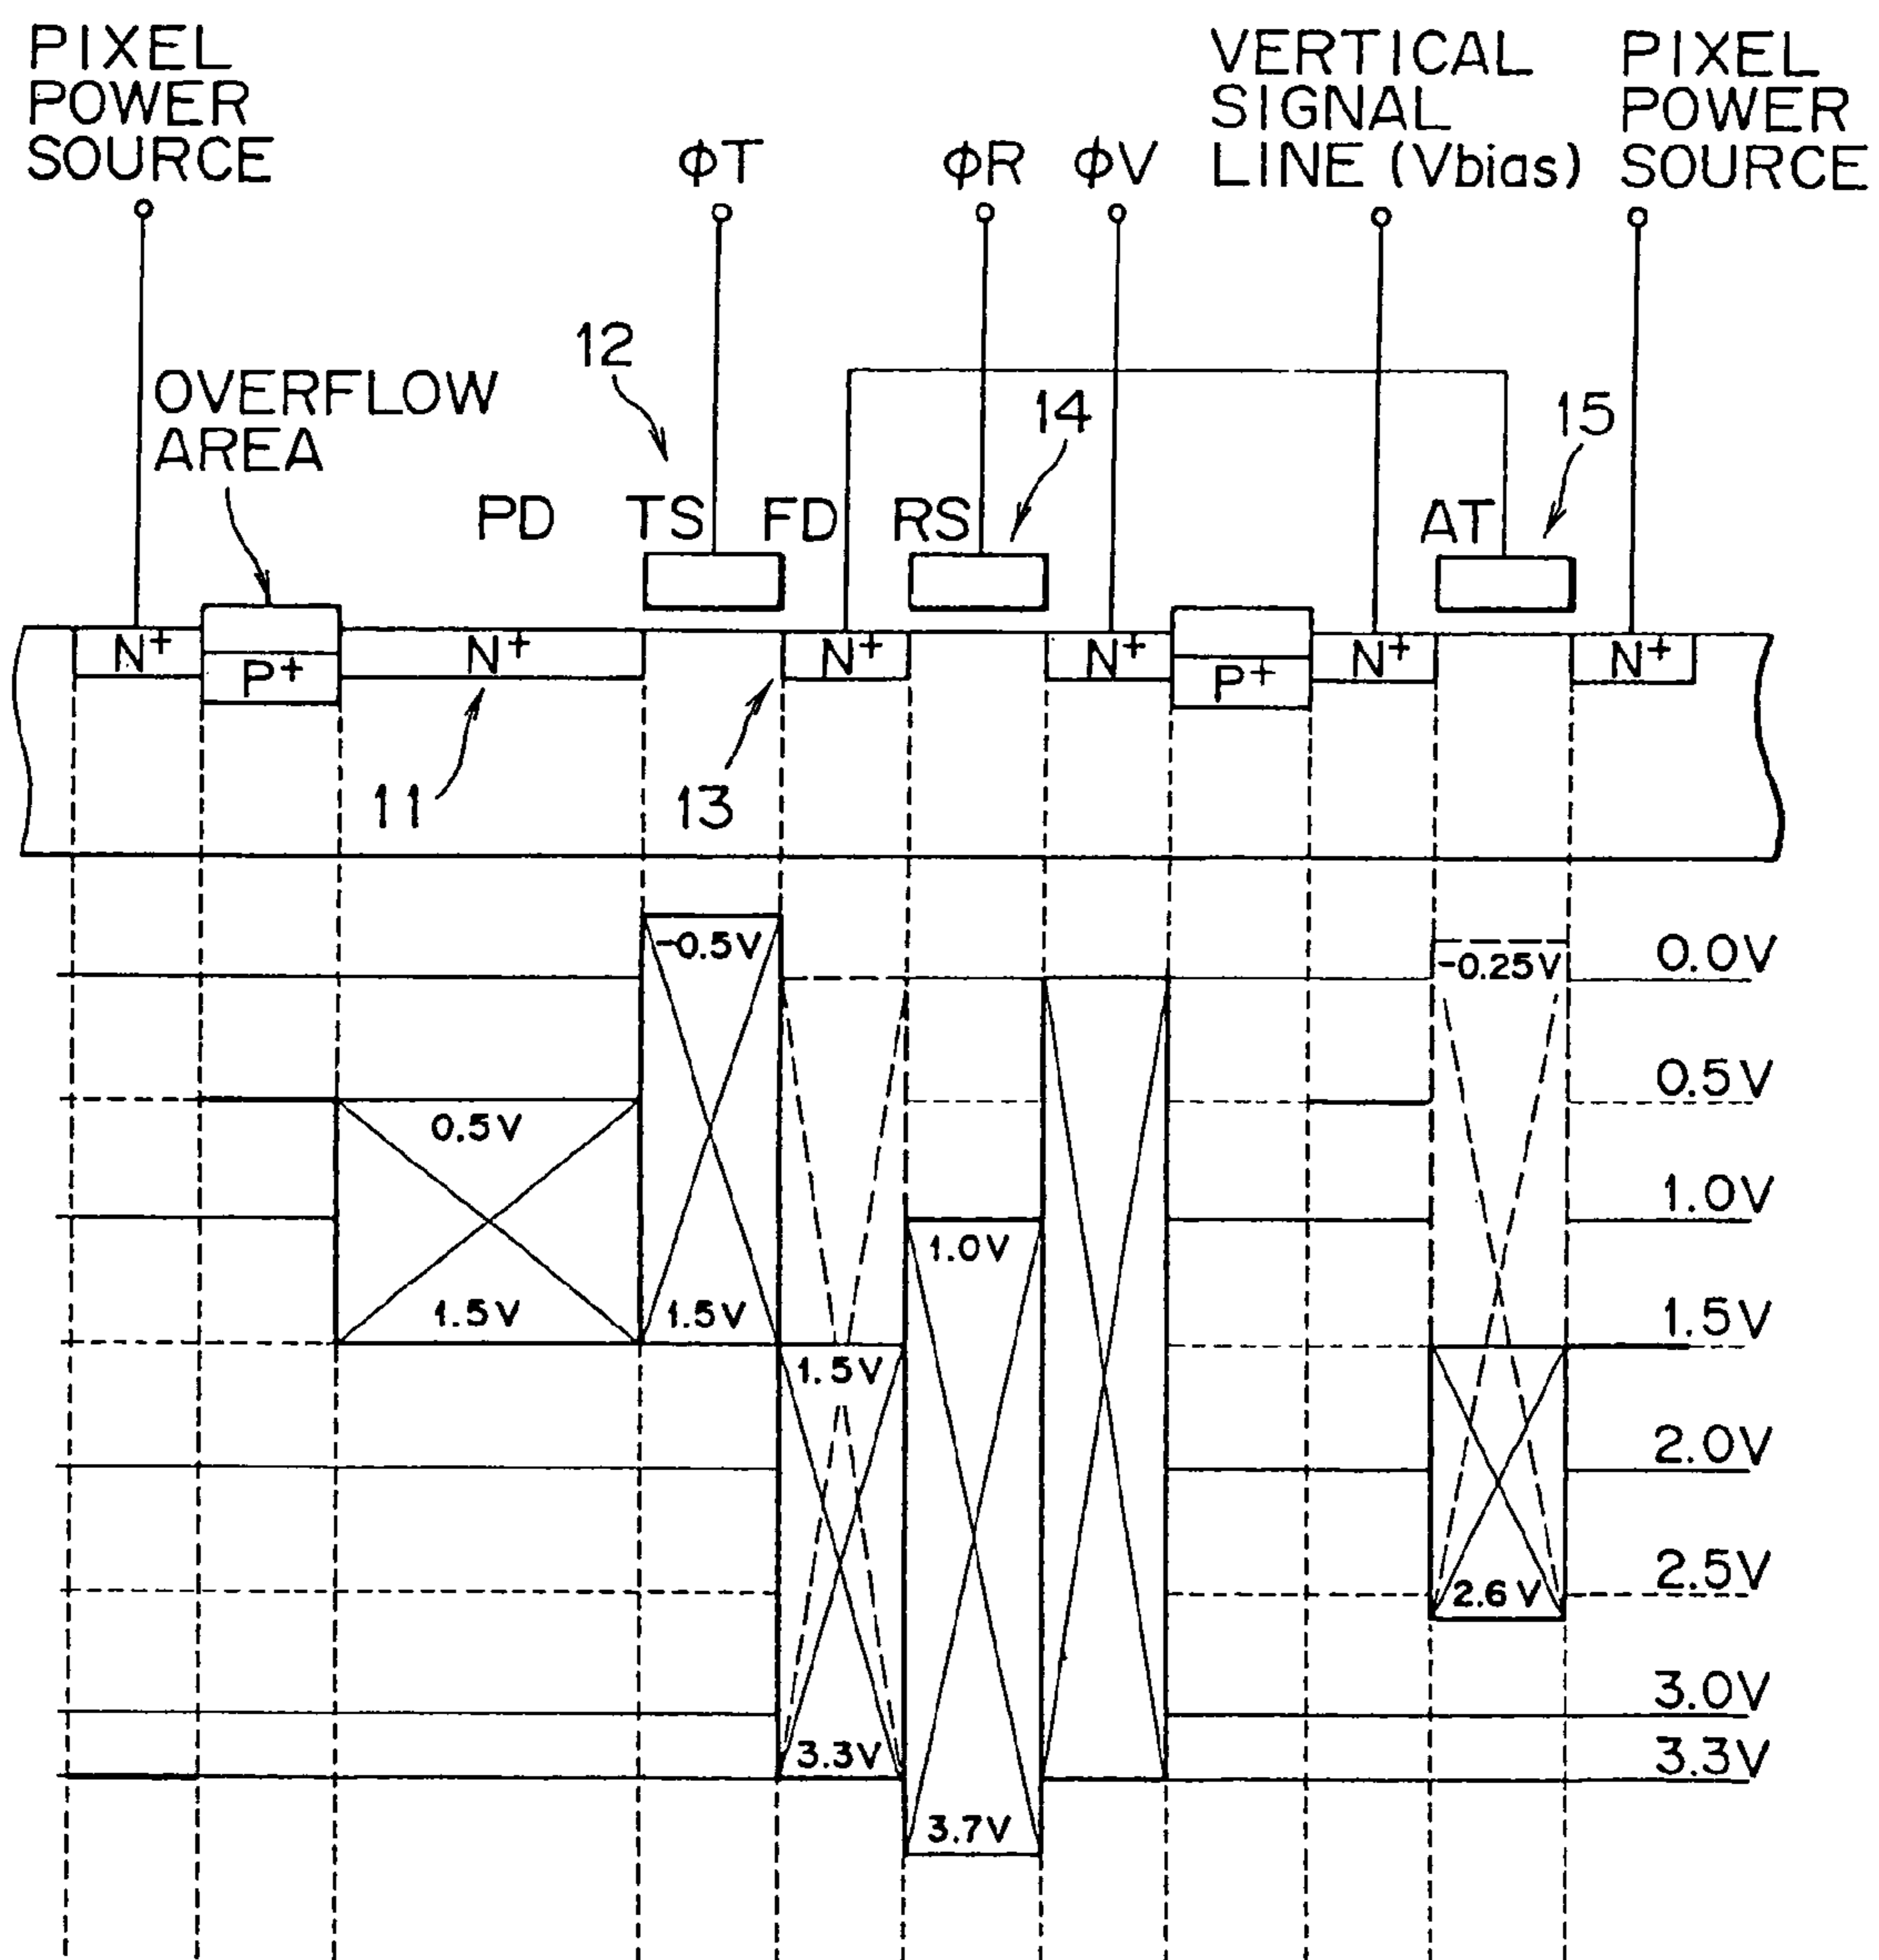 PIXEL
POWER
SOURCE
ϕT
ϕR
ϕV
VERTICAL
SIGNAL
LINE (Vbias)
PIXEL
POWER
SOURCE
12
OVERFLOW
AREA
14
15
PD
TS
FD
RS
AT
N+
P+
N+
N+
N+
P+
N+
N+
11
13
-0.5V
-0.25V
0.0V
0.5V
0.5V
1.0V
1.0V
1.5V
1.5V
1.5V
1.5V
2.0V
2.6V
2.5V
3.0V
3.3V
3.3V
3.7V